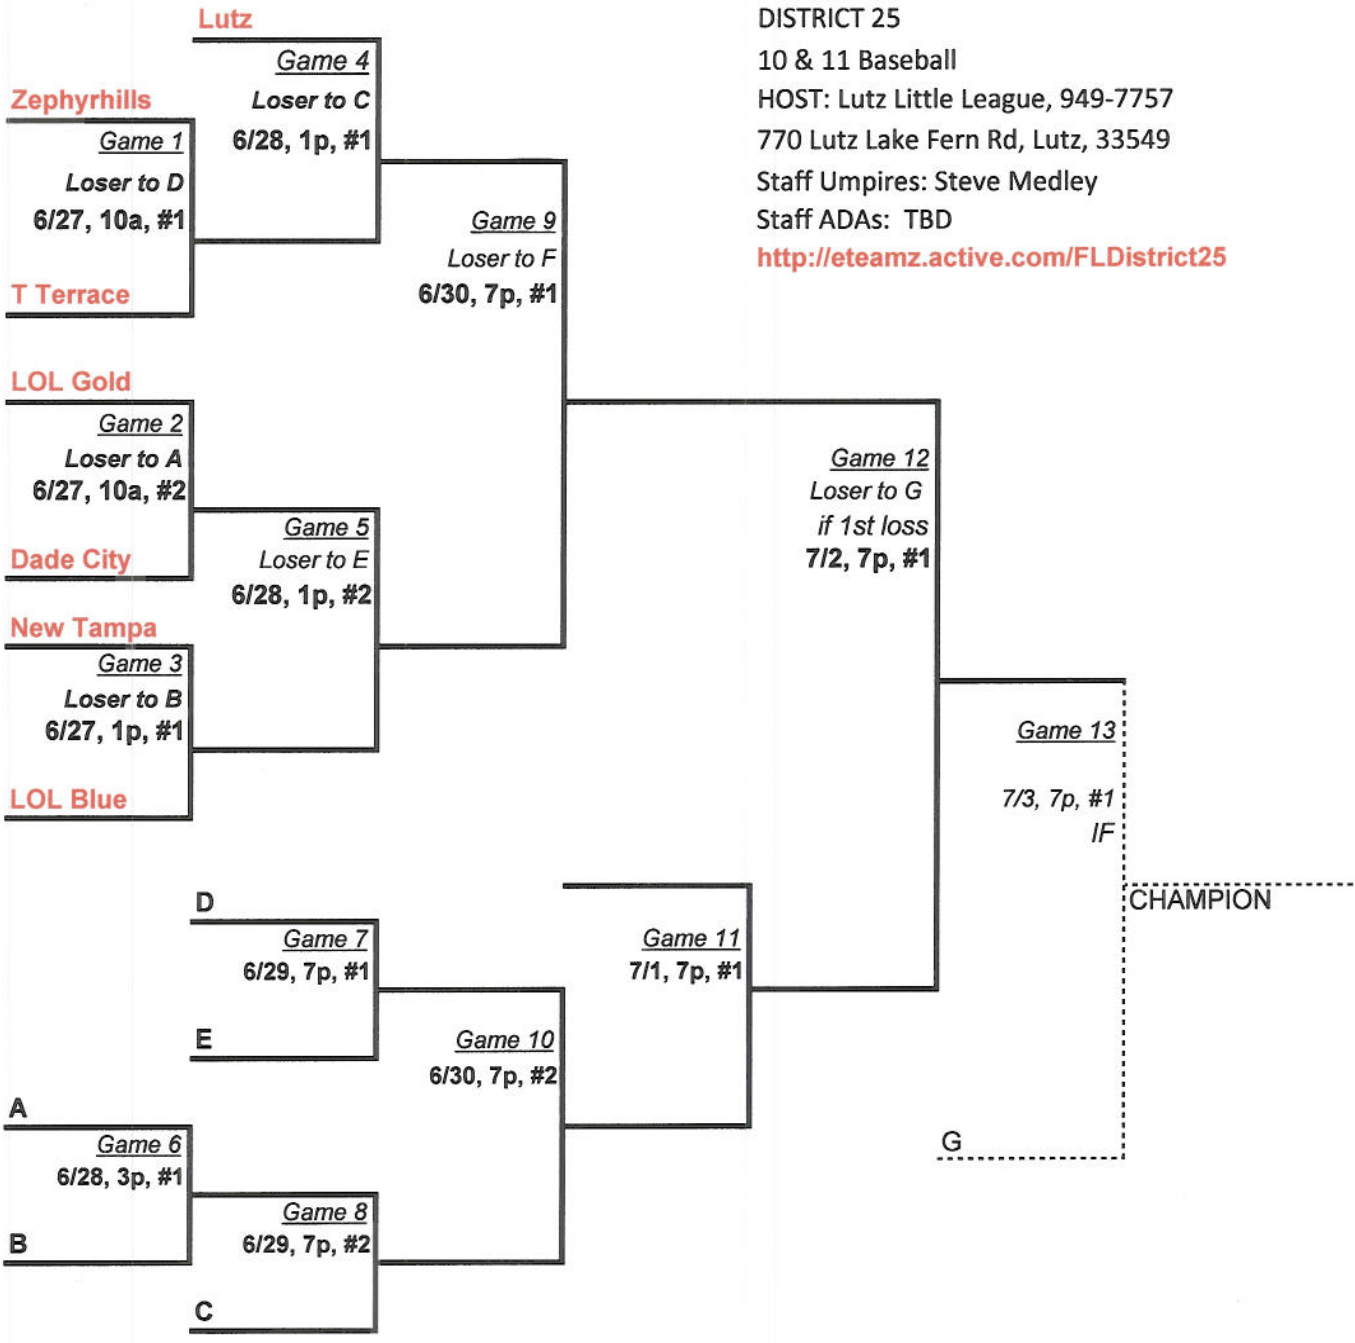 DISTRICT 25
10 & 11 Baseball
HOST: Lutz Little League, 949-7757
770 Lutz Lake Fern Rd, Lutz, 33549
Staff Umpires: Steve Medley
Staff ADAs: TBD
http://eteamz.active.com/FLDistrict25
Lutz
Game 4
Loser to C
6/28, 1p, #1
Zephyrhills
Game 1
Loser to D
6/27, 10a, #1
T Terrace
Game 9
Loser to F
6/30, 7p, #1
LOL Gold
Game 2
Loser to A
6/27, 10a, #2
Dade City
Game 5
Loser to E
6/28, 1p, #2
New Tampa
Game 3
Loser to B
6/27, 1p, #1
LOL Blue
Game 12
Loser to G
if 1st loss
7/2, 7p, #1
Game 13
7/3, 7p, #1
IF
CHAMPION
D
Game 7
6/29, 7p, #1
E
Game 11
7/1, 7p, #1
Game 10
6/30, 7p, #2
A
Game 6
6/28, 3p, #1
B
Game 8
6/29, 7p, #2
C
G